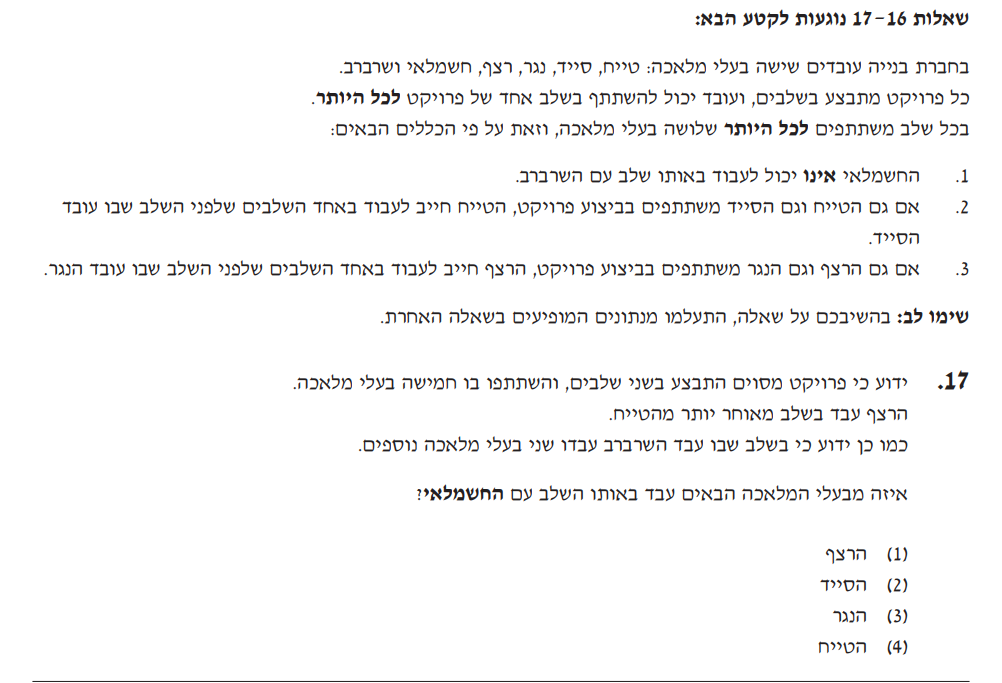 שאלות 16–17 נוגעות לקטע הבא:
בחברת בנייה עובדים שישה בעלי מלאכה: טייח, סייד, נגר, רצף, חשמלאי ושרברב.
כל פרויקט מתבצע בשלבים, ועובד יכול להשתתף בשלב אחד של פרויקט לכל היותר.
בכל שלב משתתפים לכל היותר שלושה בעלי מלאכה, וזאת על פי הכללים הבאים:
1. החשמלאי אינו יכול לעבוד באותו שלב עם השרברב.
2. אם גם הטייח וגם הסייד משתתפים בביצוע פרויקט, הטייח חייב לעבוד באחד השלבים שלפני השלב שבו עובד
הסייד.
3. אם גם הרצף וגם הנגר משתתפים בביצוע פרויקט, הרצף חייב לעבוד באחד השלבים שלפני השלב שבו עובד הנגר.
שימו לב: בהשיבכם על שאלה, התעלמו מנתונים המופיעים בשאלה האחרת.
17. ידוע כי פרויקט מסוים התבצע בשני שלבים, והשתתפו בו חמישה בעלי מלאכה.
הרצף עבד בשלב מאוחר יותר מהטייח.
כמו כן ידוע כי בשלב שבו עבד השרברב עבדו שני בעלי מלאכה נוספים.
איזה מבעלי המלאכה הבאים עבד באותו השלב עם החשמלאי?
(1) הרצף
(2) הסייד
(3) הנגר
(4) הטייח